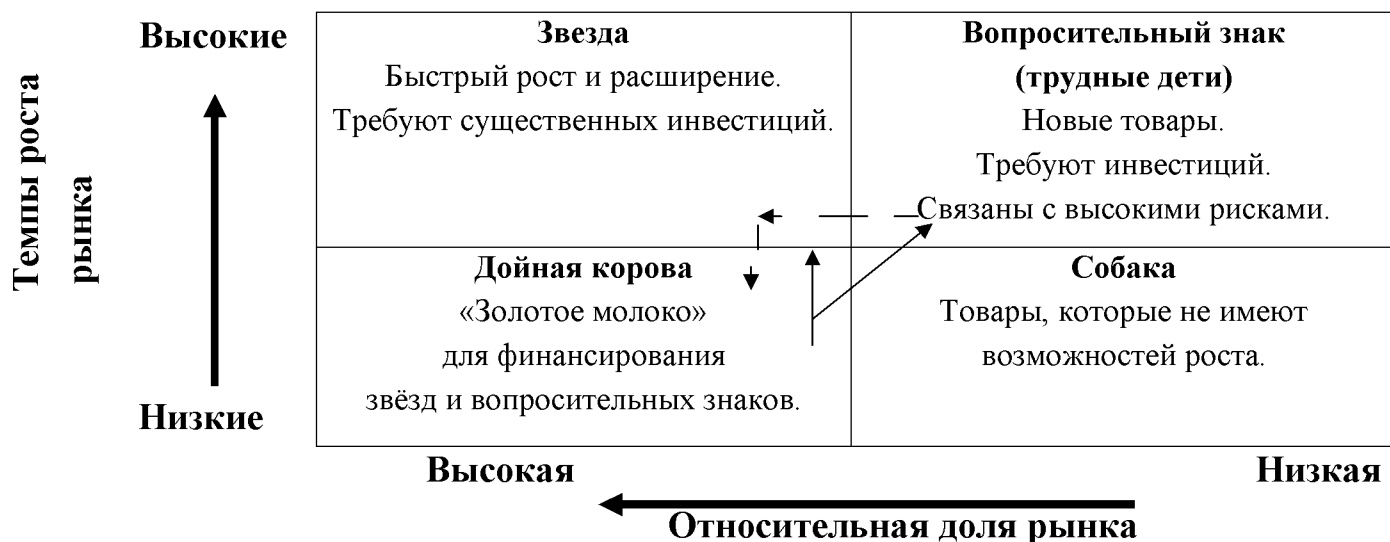 Темпы роста
рынка
Высокие
Низкие
Звезда
Быстрый рост и расширение.
Требуют существенных инвестиций.
Вопросительный знак
(трудные дети)
Новые товары.
Требуют инвестиций.
Связаны с высокими рисками.
Дойная корова
«Золотое молоко»
для финансирования
звёзд и вопросительных знаков.
Собака
Товары, которые не имеют
возможностей роста.
Высокая
Низкая
Относительная доля рынка